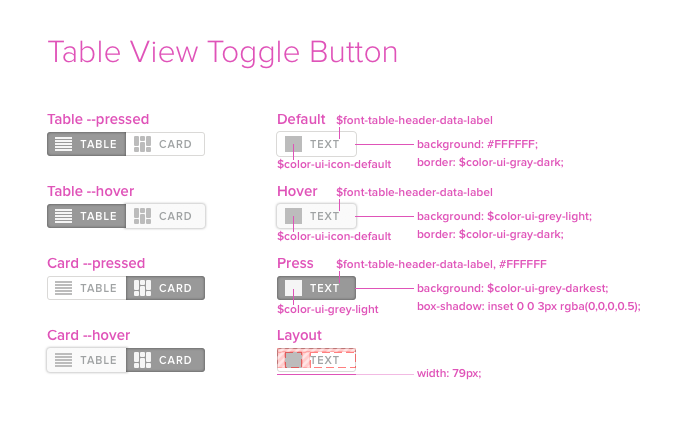 Table View Toggle Button
Table --pressed
TABLE CARD
Default $font-table-header-data-label
TEXT
background: #FFFFFF;
$color-ui-icon-default
border: $color-ui-gray-dark;
Table --hover
TABLE CARD
Hover $font-table-header-data-label
TEXT
background: $color-ui-grey-light;
$color-ui-icon-default
border: $color-ui-gray-dark;
Card --pressed
TABLE CARD
Press $font-table-header-data-label, #FFFFFF
TEXT
background: $color-ui-grey-darkest;
$color-ui-grey-light
box-shadow: inset 0 0 3px rgba(0,0,0,0.5);
Card --hover
TABLE CARD
Layout
TEXT
width: 79px;